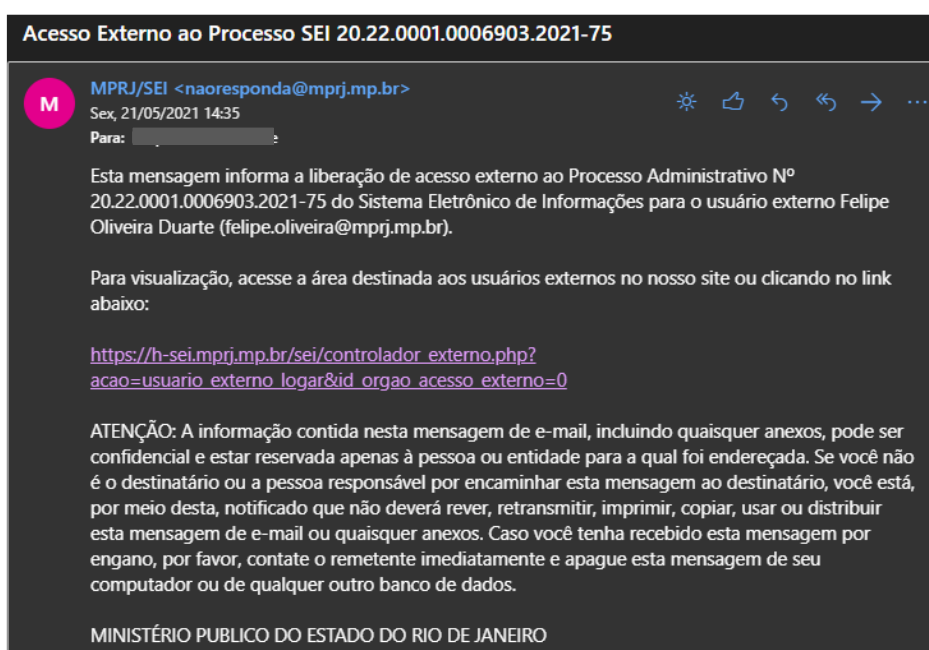 Acesso Externo ao Processo SEI 20.22.0001.0006903.2021-75
M
MPRJ/SEI <naoresponda@mprj.mp.br>
Sex, 21/05/2021 14:35
Para:
Esta mensagem informa a liberação de acesso externo ao Processo Administrativo Nº
20.22.0001.0006903.2021-75 do Sistema Eletrônico de Informações para o usuário externo Felipe
Oliveira Duarte (felipe.oliveira@mprj.mp.br).
Para visualização, acesse a área destinada aos usuários externos no nosso site ou clicando no link
abaixo:
https://h-sei.mprj.mp.br/sei/controlador_externo.php?
acao=usuario_externo_logar&id_orgao_acesso_externo=0
ATENÇÃO: A informação contida nesta mensagem de e-mail, incluindo quaisquer anexos, pode ser
confidencial e estar reservada apenas à pessoa ou entidade para a qual foi endereçada. Se você não
é o destinatário ou a pessoa responsável por encaminhar esta mensagem ao destinatário, você está,
por meio desta, notificado que não deverá rever, retransmitir, imprimir, copiar, usar ou distribuir
esta mensagem de e-mail ou quaisquer anexos. Caso você tenha recebido esta mensagem por
engano, por favor, contate o remetente imediatamente e apague esta mensagem de seu
computador ou de qualquer outro banco de dados.
MINISTÉRIO PUBLICO DO ESTADO DO RIO DE JANEIRO